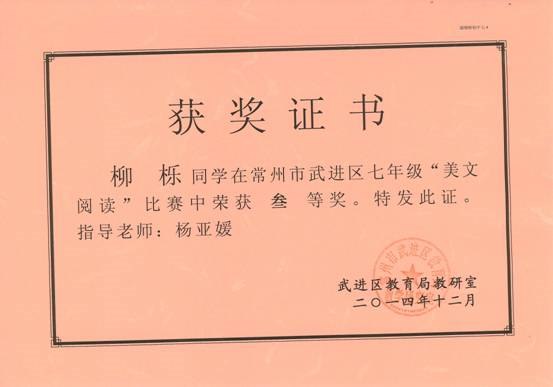 获奖证书
柳 栎 同学在常州市武进区七年级“美文
阅读”比赛中荣获 叁 等奖。特发此证。
指导老师：杨亚媛
武进区教育局教研室
二〇一四年十二月